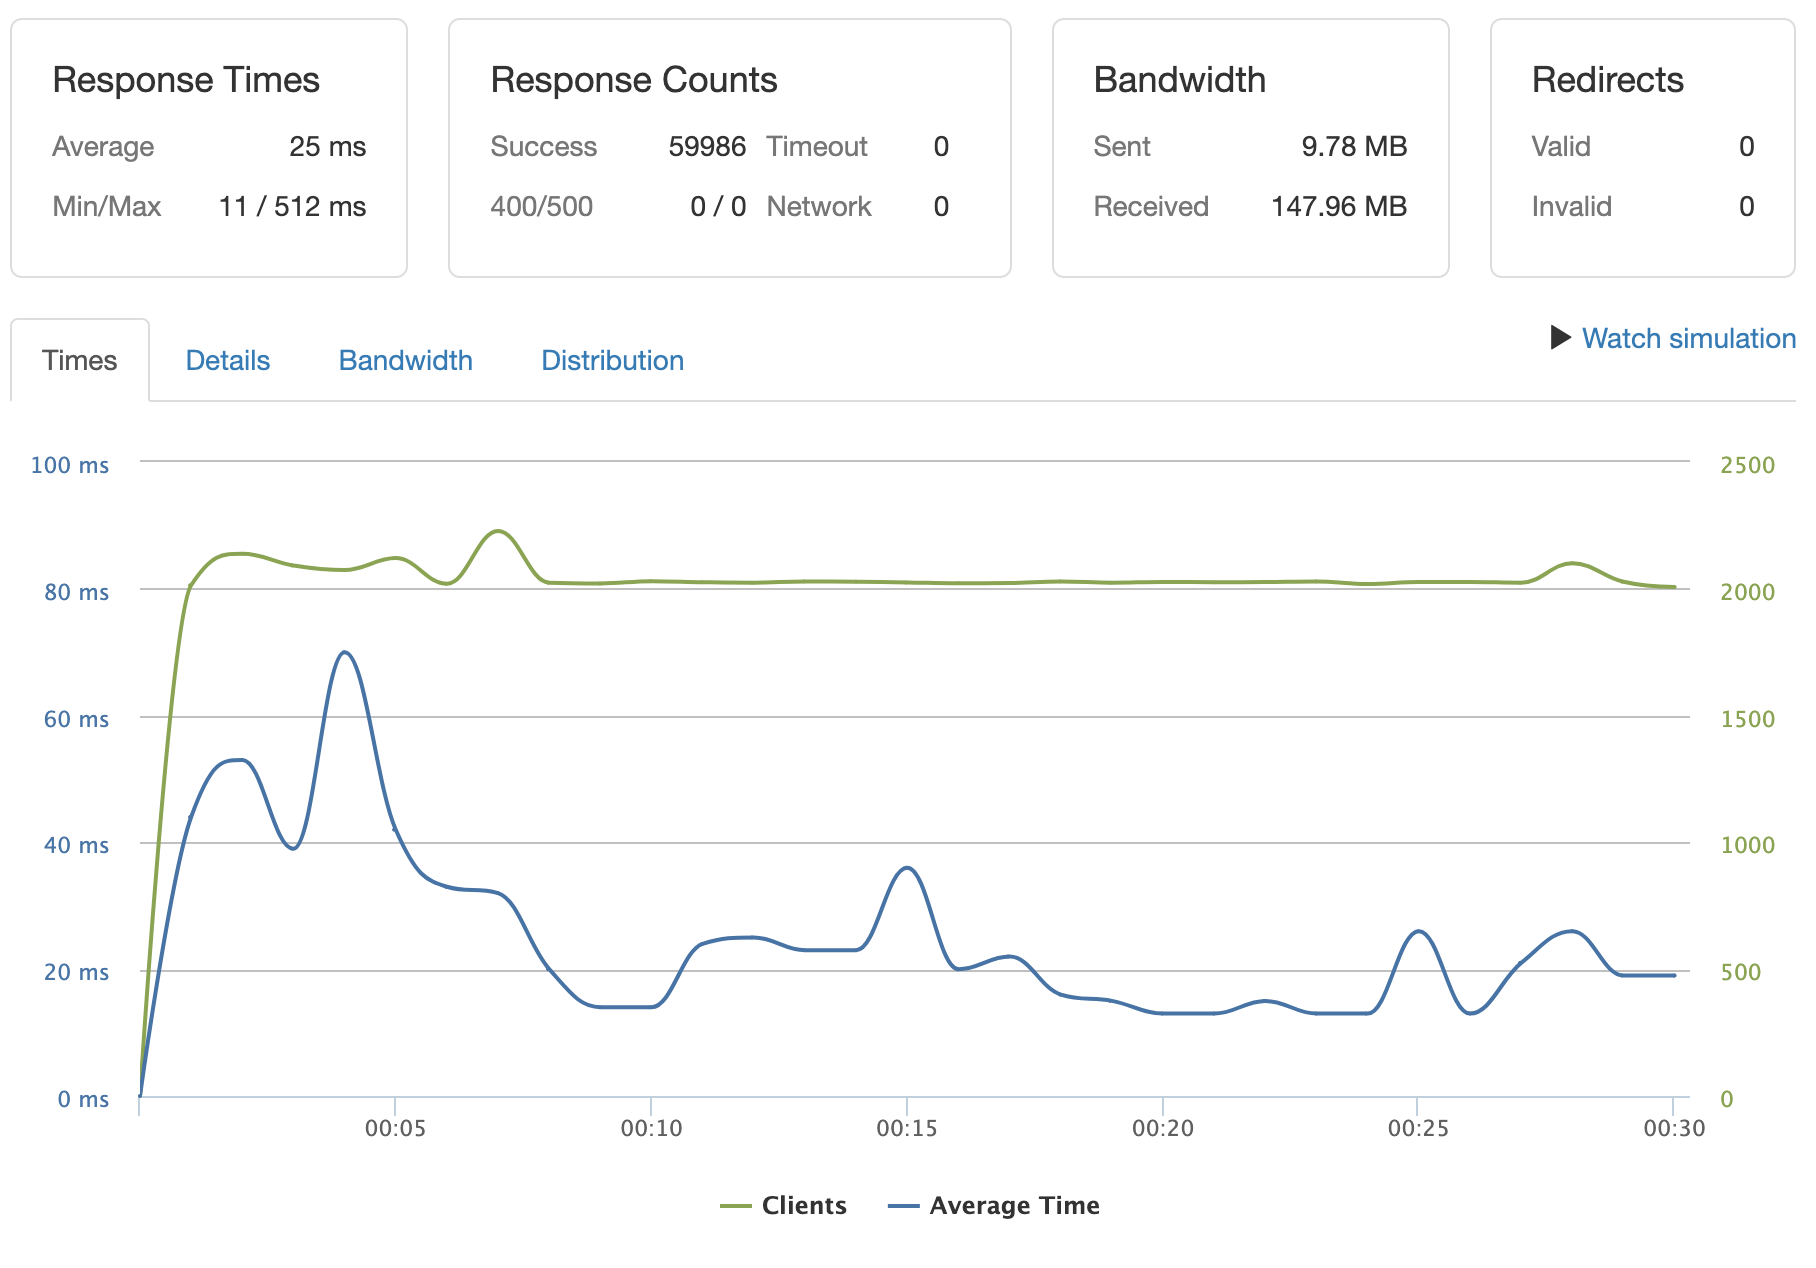 Response Times
Average 25 ms
Min/Max 11 / 512 ms
Response Counts
Success 59986 Timeout 0
400/500 0 / 0 Network 0
Bandwidth
Sent 9.78 MB
Received 147.96 MB
Redirects
Valid 0
Invalid 0
Times Details Bandwidth Distribution
Watch simulation
100 ms 2500
80 ms 2000
60 ms 1500
40 ms 1000
20 ms 500
0 ms 0
00:05 00:10 00:15 00:20 00:25 00:30
Clients Average Time